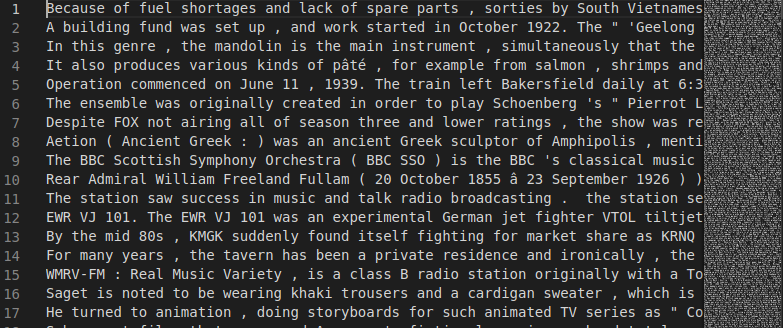 1 Because of fuel shortages and lack of spare parts , sorties by South Vietnames
2 A building fund was set up , and work started in October 1922. The " 'Geelong
3 In this genre , the mandolin is the main instrument , simultaneously that the
4 It also produces various kinds of pâté , for example from salmon , shrimps and
5 Operation commenced on June 11 , 1939. The train left Bakersfield daily at 6:3
6 The ensemble was originally created in order to play Schoenberg 's " Pierrot L
7 Despite FOX not airing all of season three and lower ratings , the show was re
8 Aetion ( Ancient Greek : ) was an ancient Greek sculptor of Amphipolis , menti
9 The BBC Scottish Symphony Orchestra ( BBC SSO ) is the BBC 's classical music
10 Rear Admiral William Freeland Fullam ( 20 October 1855 â 23 September 1926 ) )
11 The station saw success in music and talk radio broadcasting .  the station se
12 EWR VJ 101. The EWR VJ 101 was an experimental German jet fighter VTOL tiltjet
13 By the mid 80s , KMGK suddenly found itself fighting for market share as KRNQ
14 For many years , the tavern has been a private residence and ironically , the
15 WMRV-FM : Real Music Variety , is a class B radio station originally with a To
16 Saget is noted to be wearing khaki trousers and a cardigan sweater , which is
17 He turned to animation , doing storyboards for such animated TV series as " Co